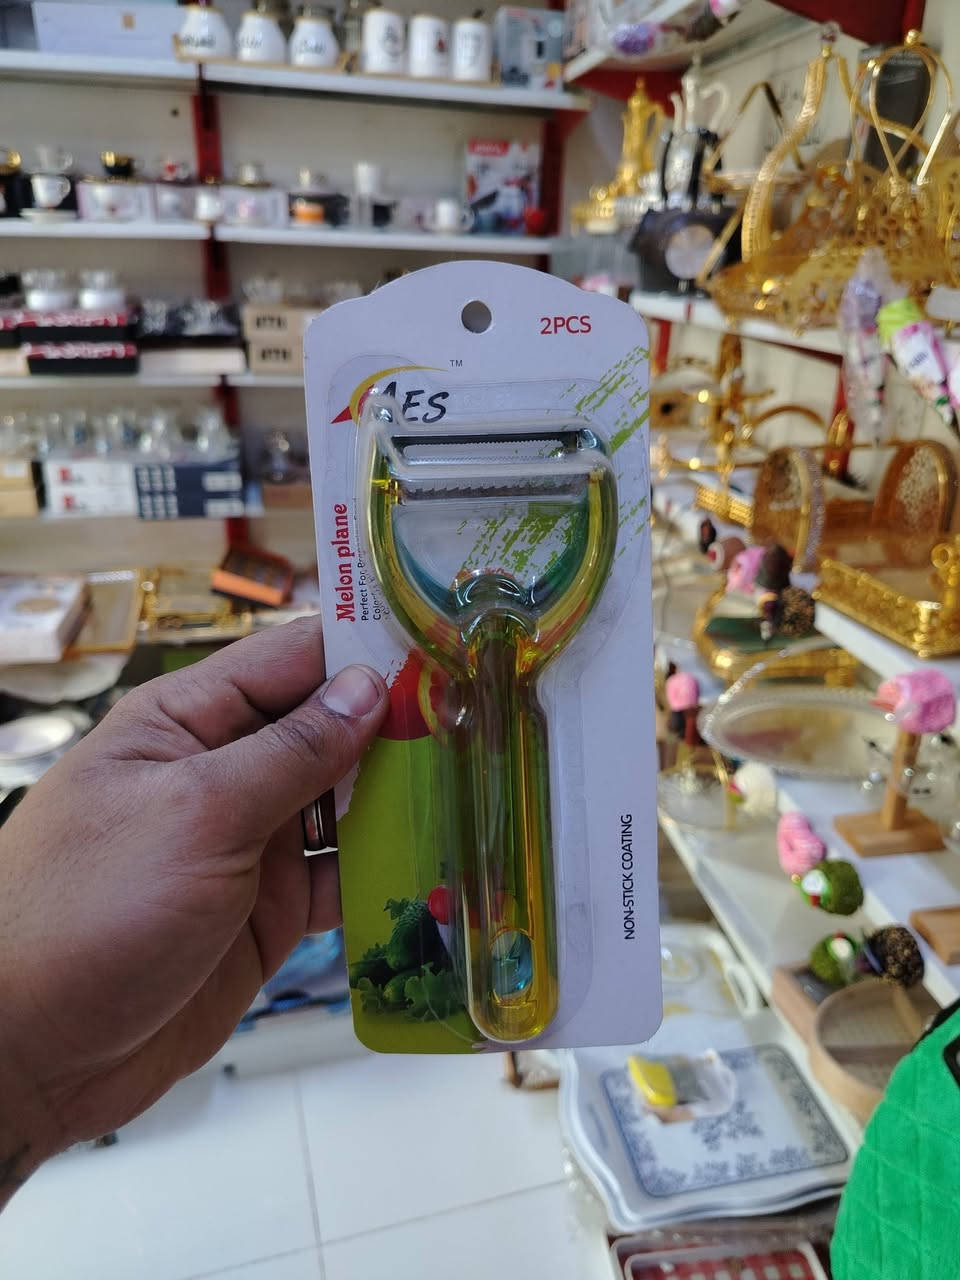 2PCS
TM
AES
Melon plane
Perfect For
NON-STICK COATING